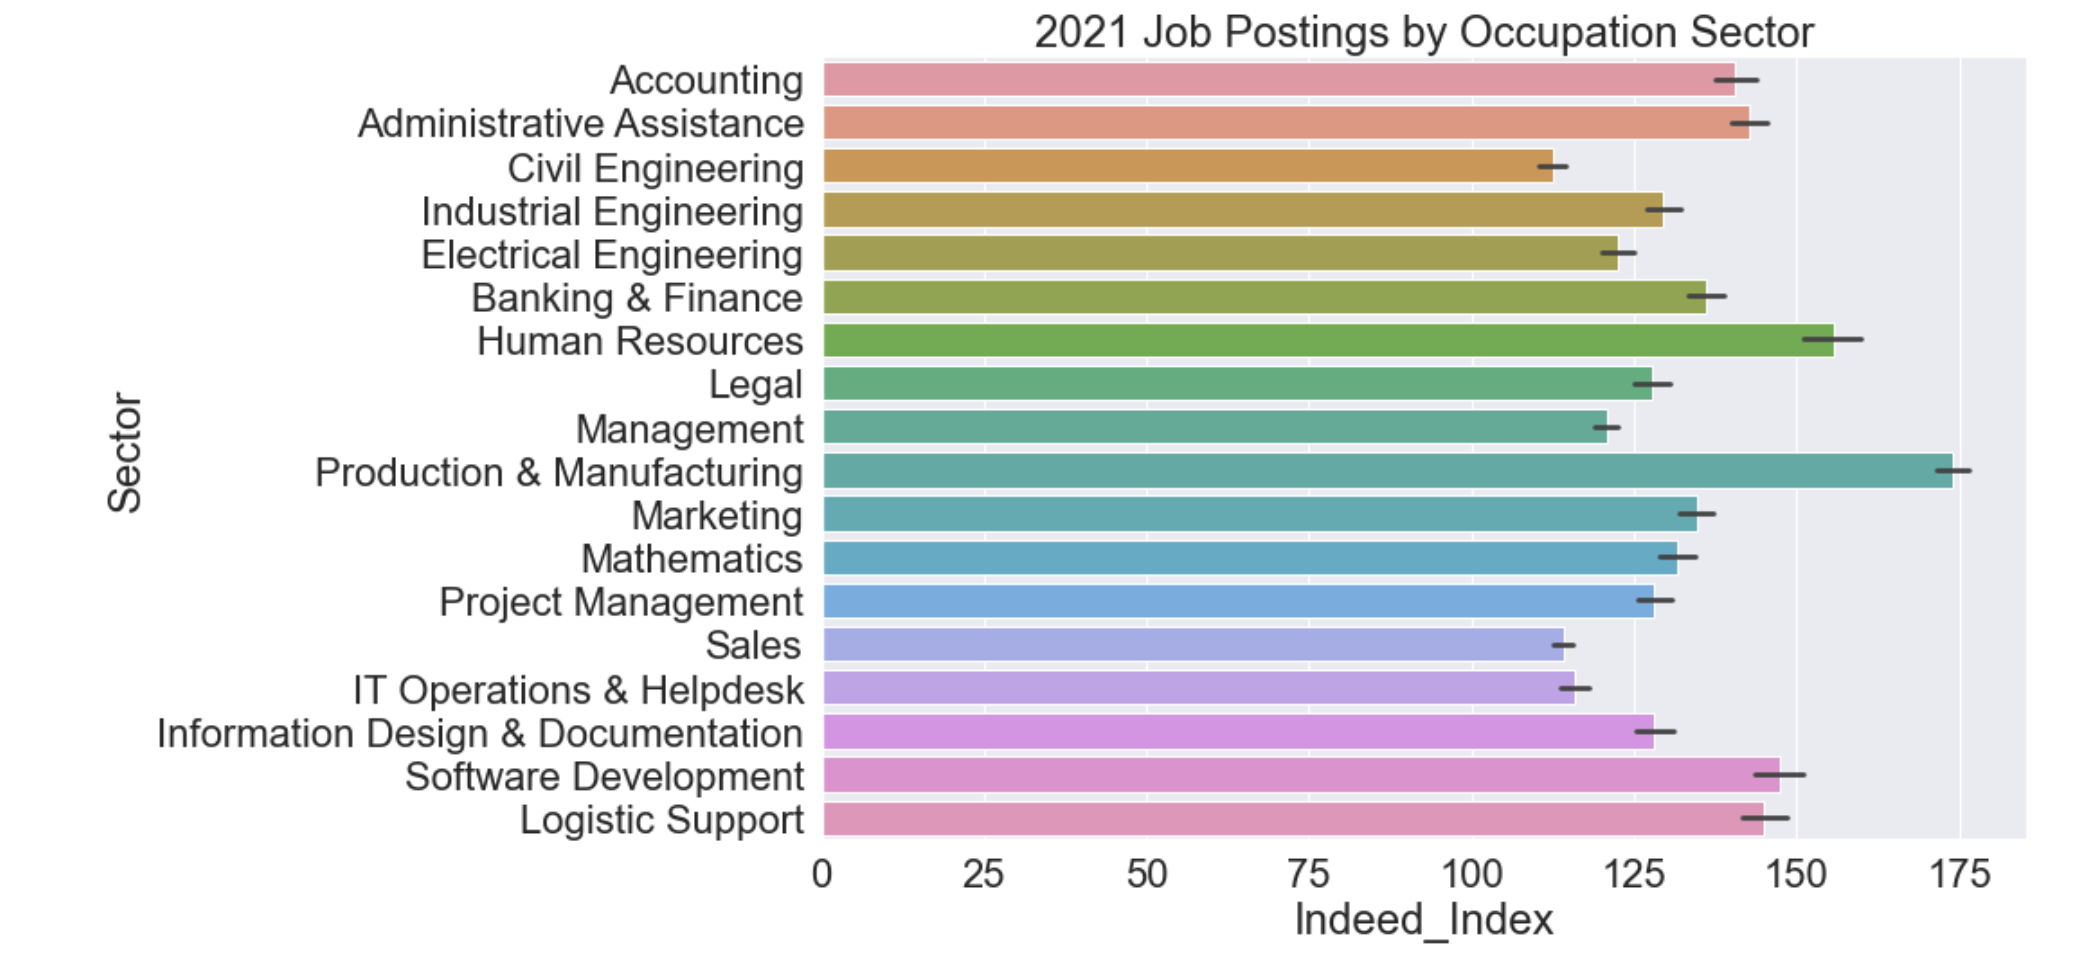 2021 Job Postings by Occupation Sector
Accounting
Administrative Assistance
Civil Engineering
Industrial Engineering
Electrical Engineering
Banking & Finance
Human Resources
Legal
Management
Production & Manufacturing
Marketing
Mathematics
Project Management
Sales
IT Operations & Helpdesk
Information Design & Documentation
Software Development
Logistic Support
Sector
0 25 50 75 100 125 150 175
Indeed_Index